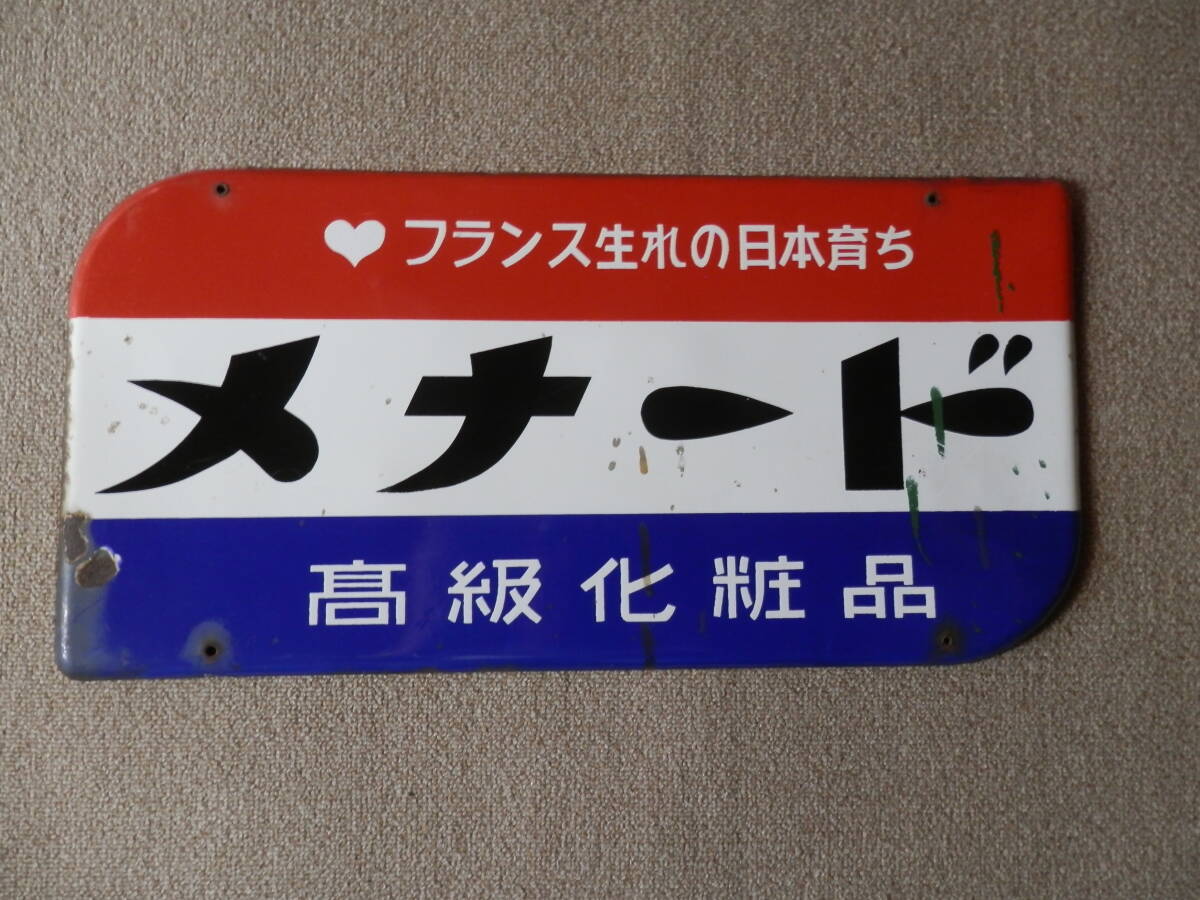 ♥フランス生れの日本育ち
メナード
髙級化粧品